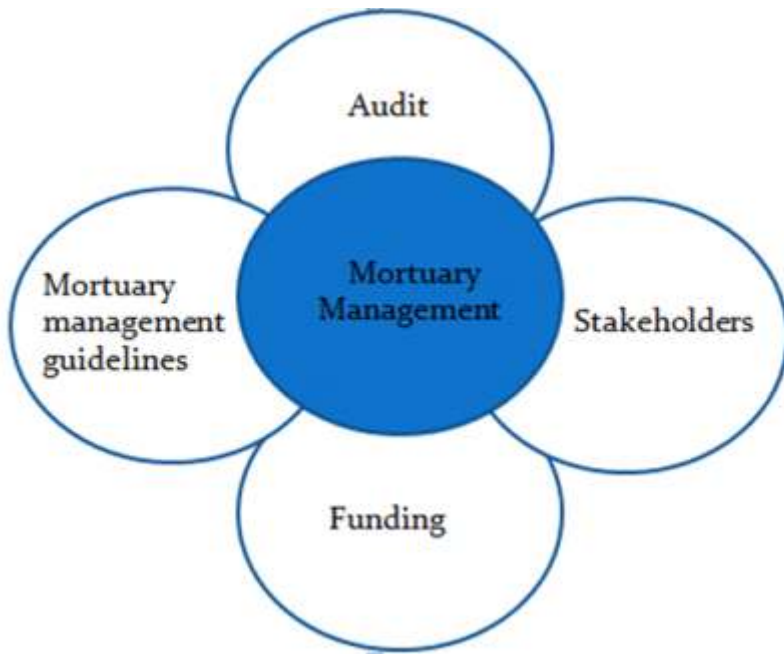 Audit
Mortuary
management
guidelines
Mortuary
Management
Stakeholders
Funding